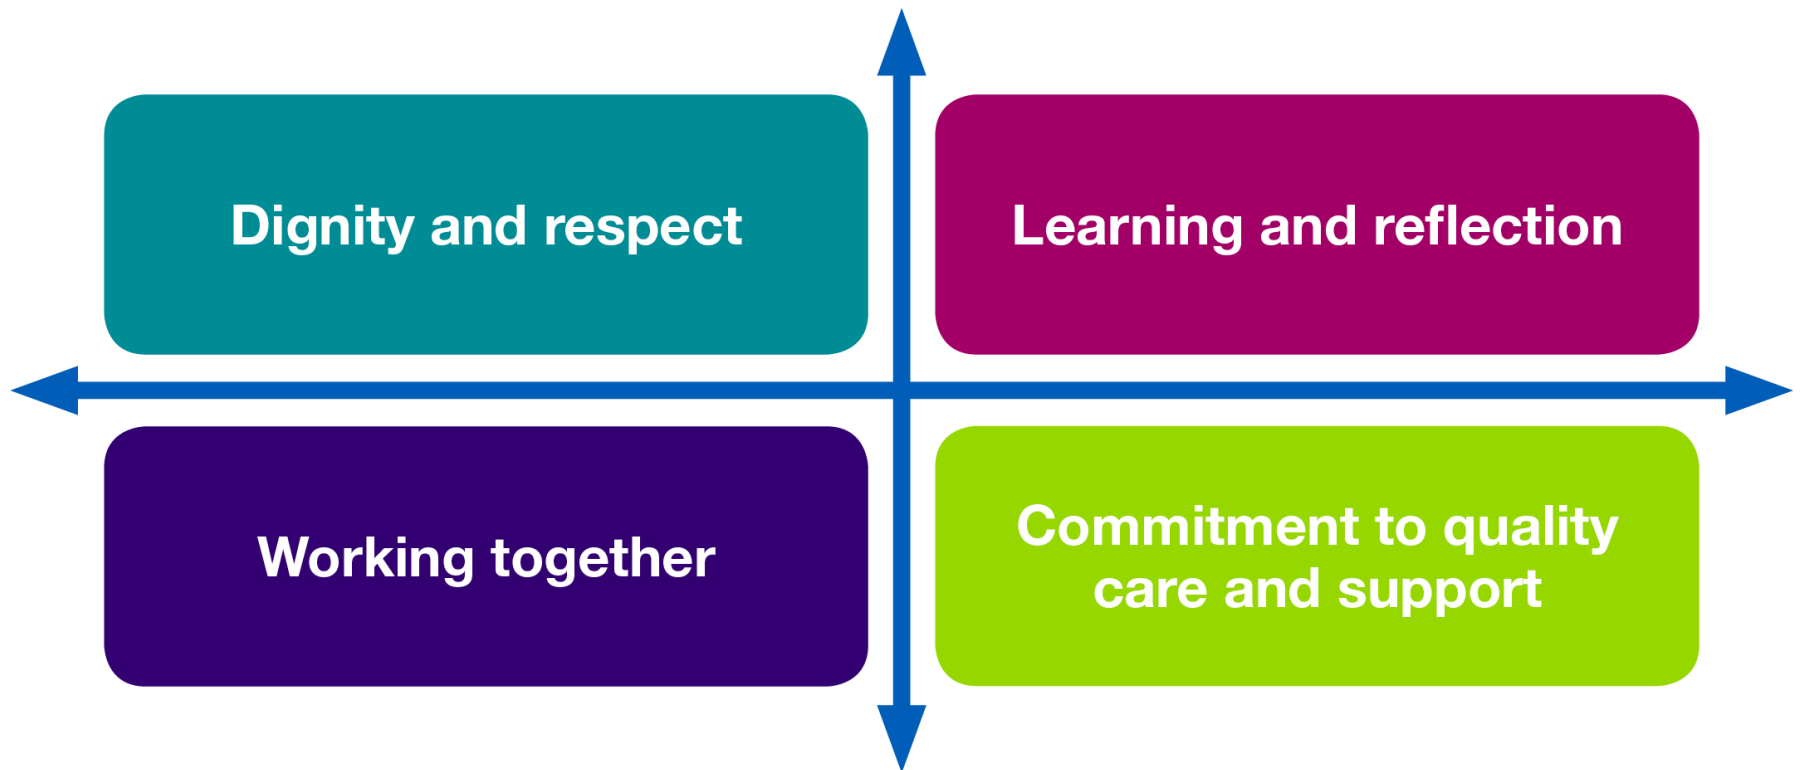 Dignity and respect
Learning and reflection
Working together
Commitment to quality
care and support